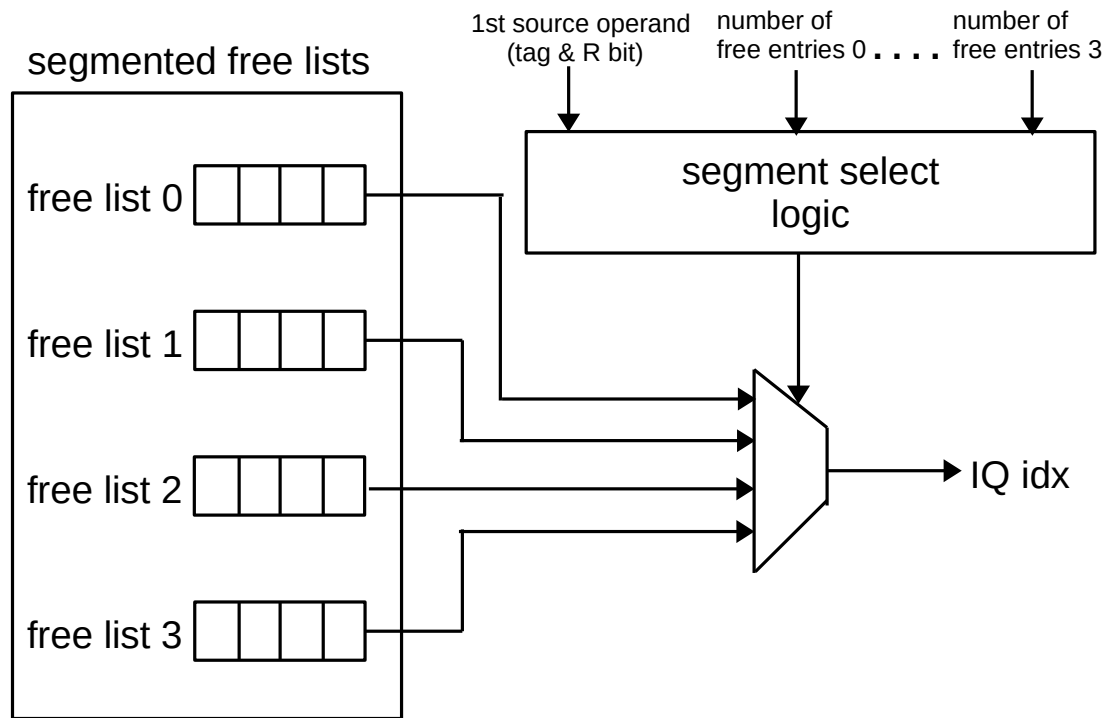 segmented free lists
free list 0
free list 1
free list 2
free list 3
1st source operand
(tag & R bit)
number of
free entries 0
. . . .
number of
free entries 3
segment select
logic
IQ idx